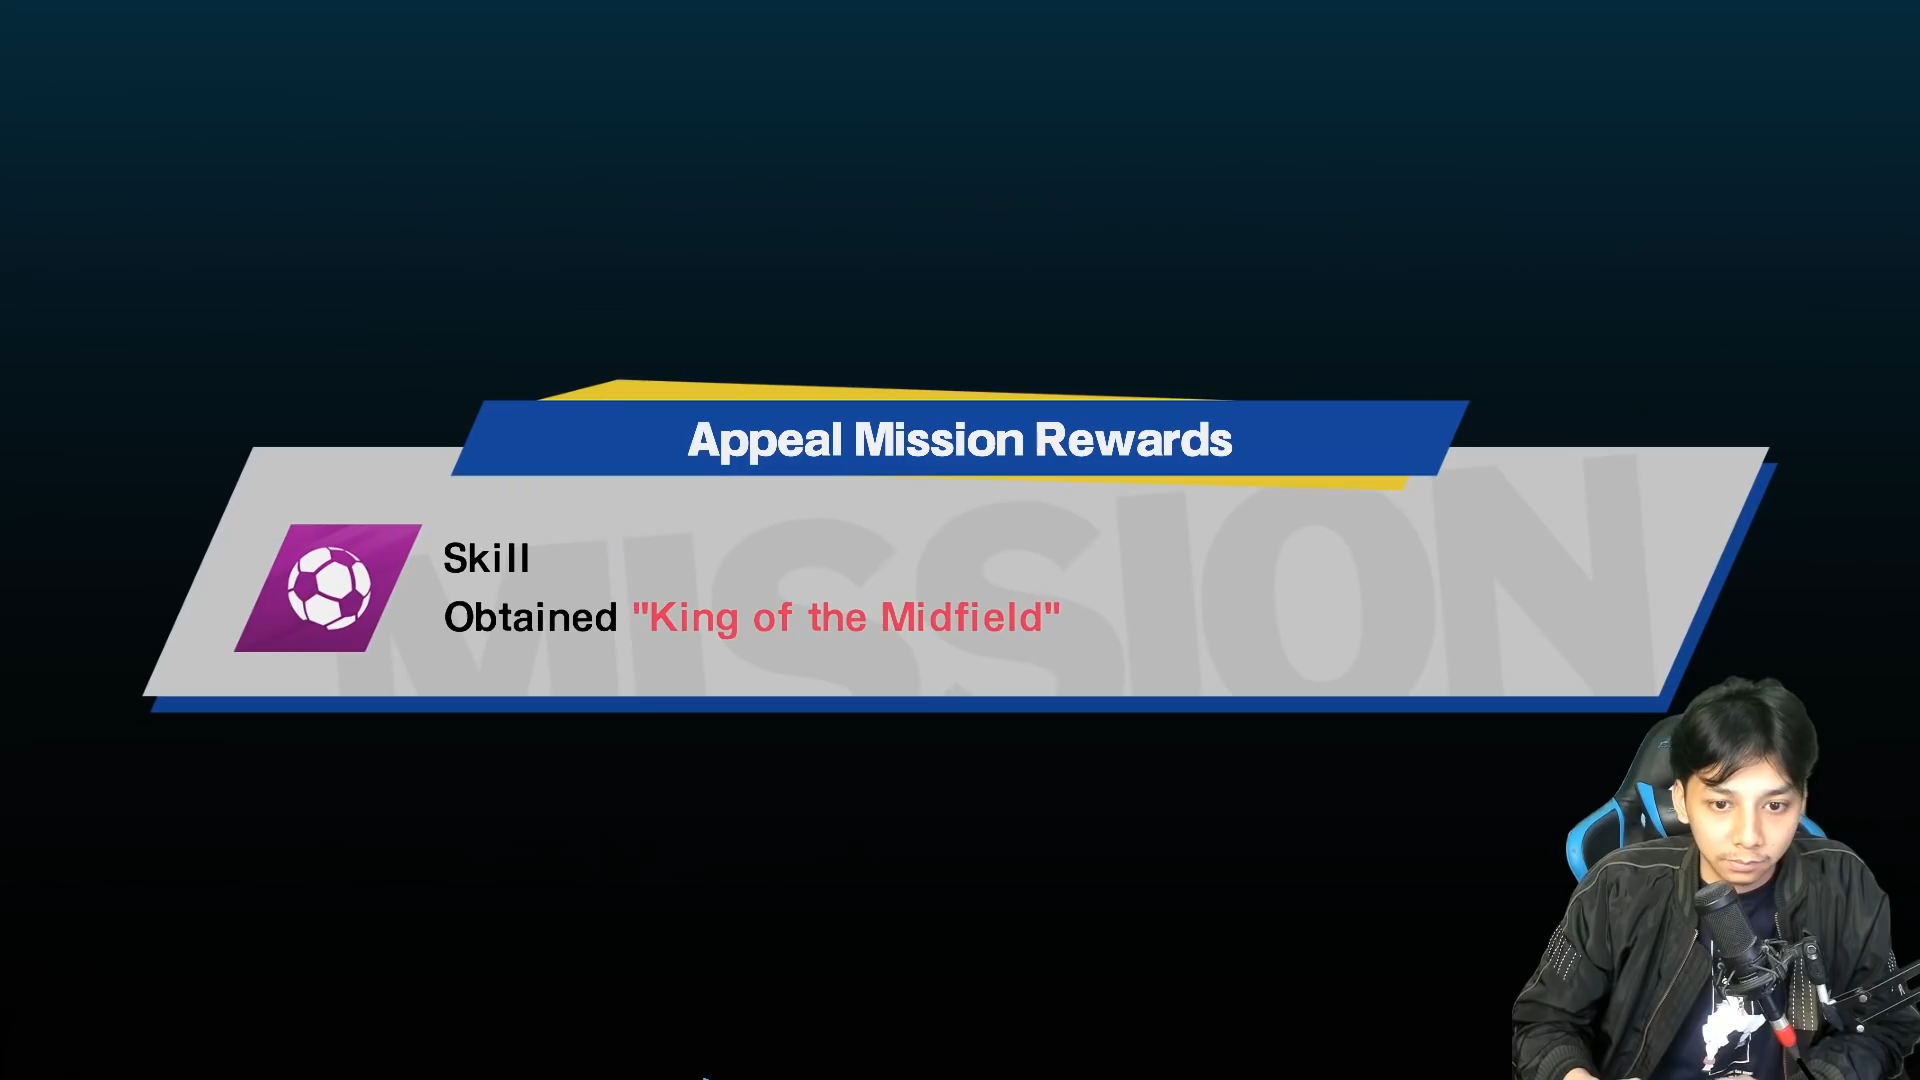 Appeal Mission Rewards
MISSION
Skill
Obtained "King of the Midfield"